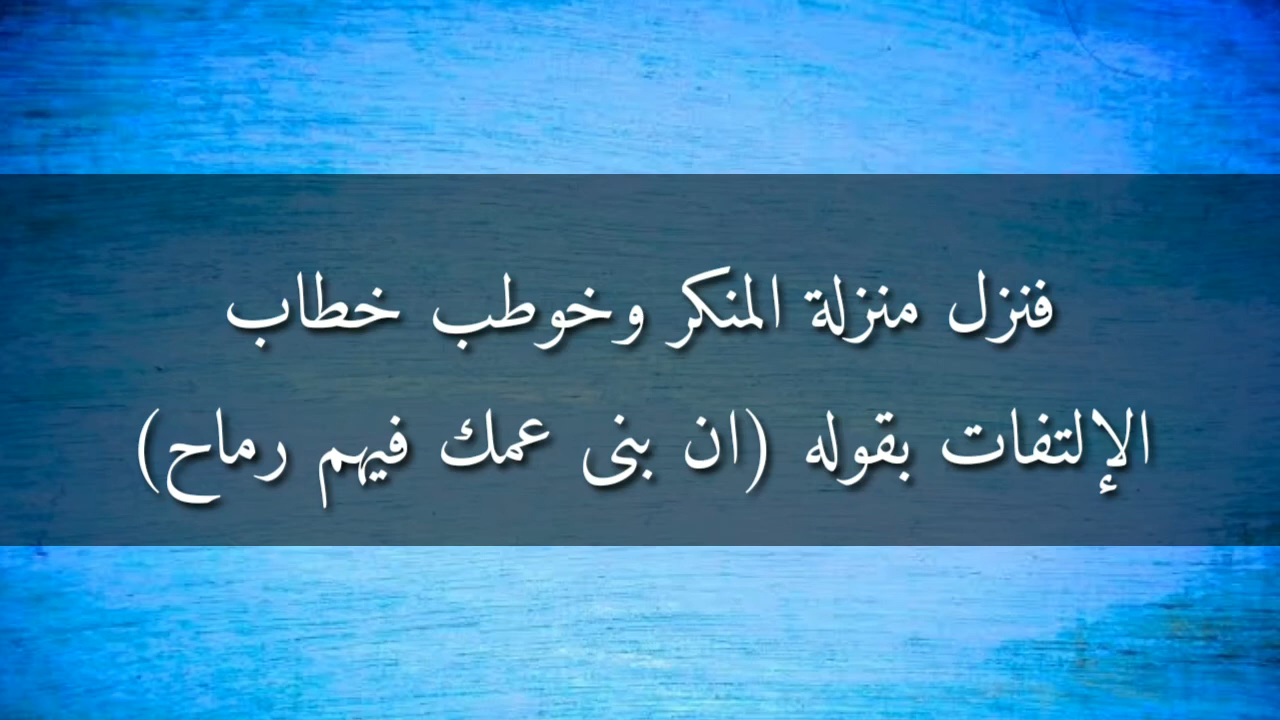 فنزل منزلة المنكر وخوطب خطاب
الإلتفات بقوله (ان بنى عمك فيهم رماح)